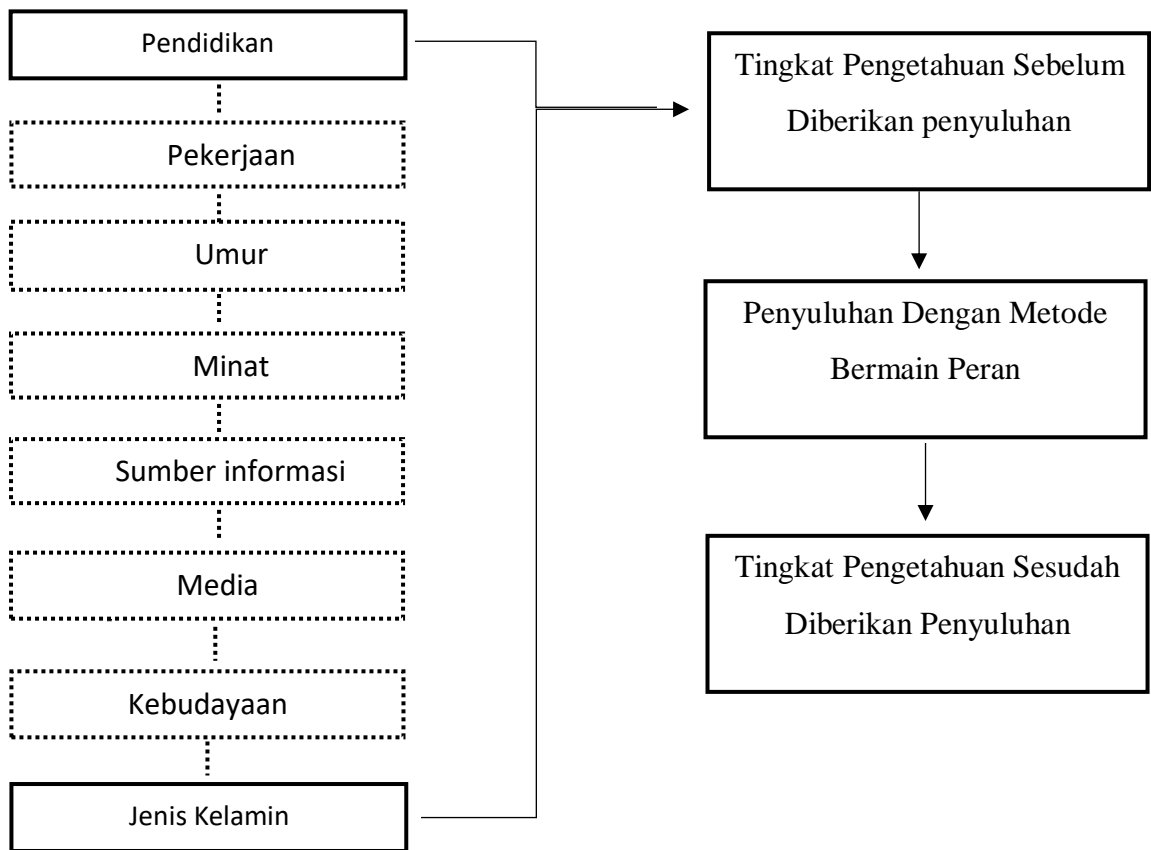 Pendidikan
Pekerjaan
Umur
Minat
Sumber informasi
Media
Kebudayaan
Jenis Kelamin
Tingkat Pengetahuan Sebelum
Diberikan penyuluhan
Penyuluhan Dengan Metode
Bermain Peran
Tingkat Pengetahuan Sesudah
Diberikan Penyuluhan